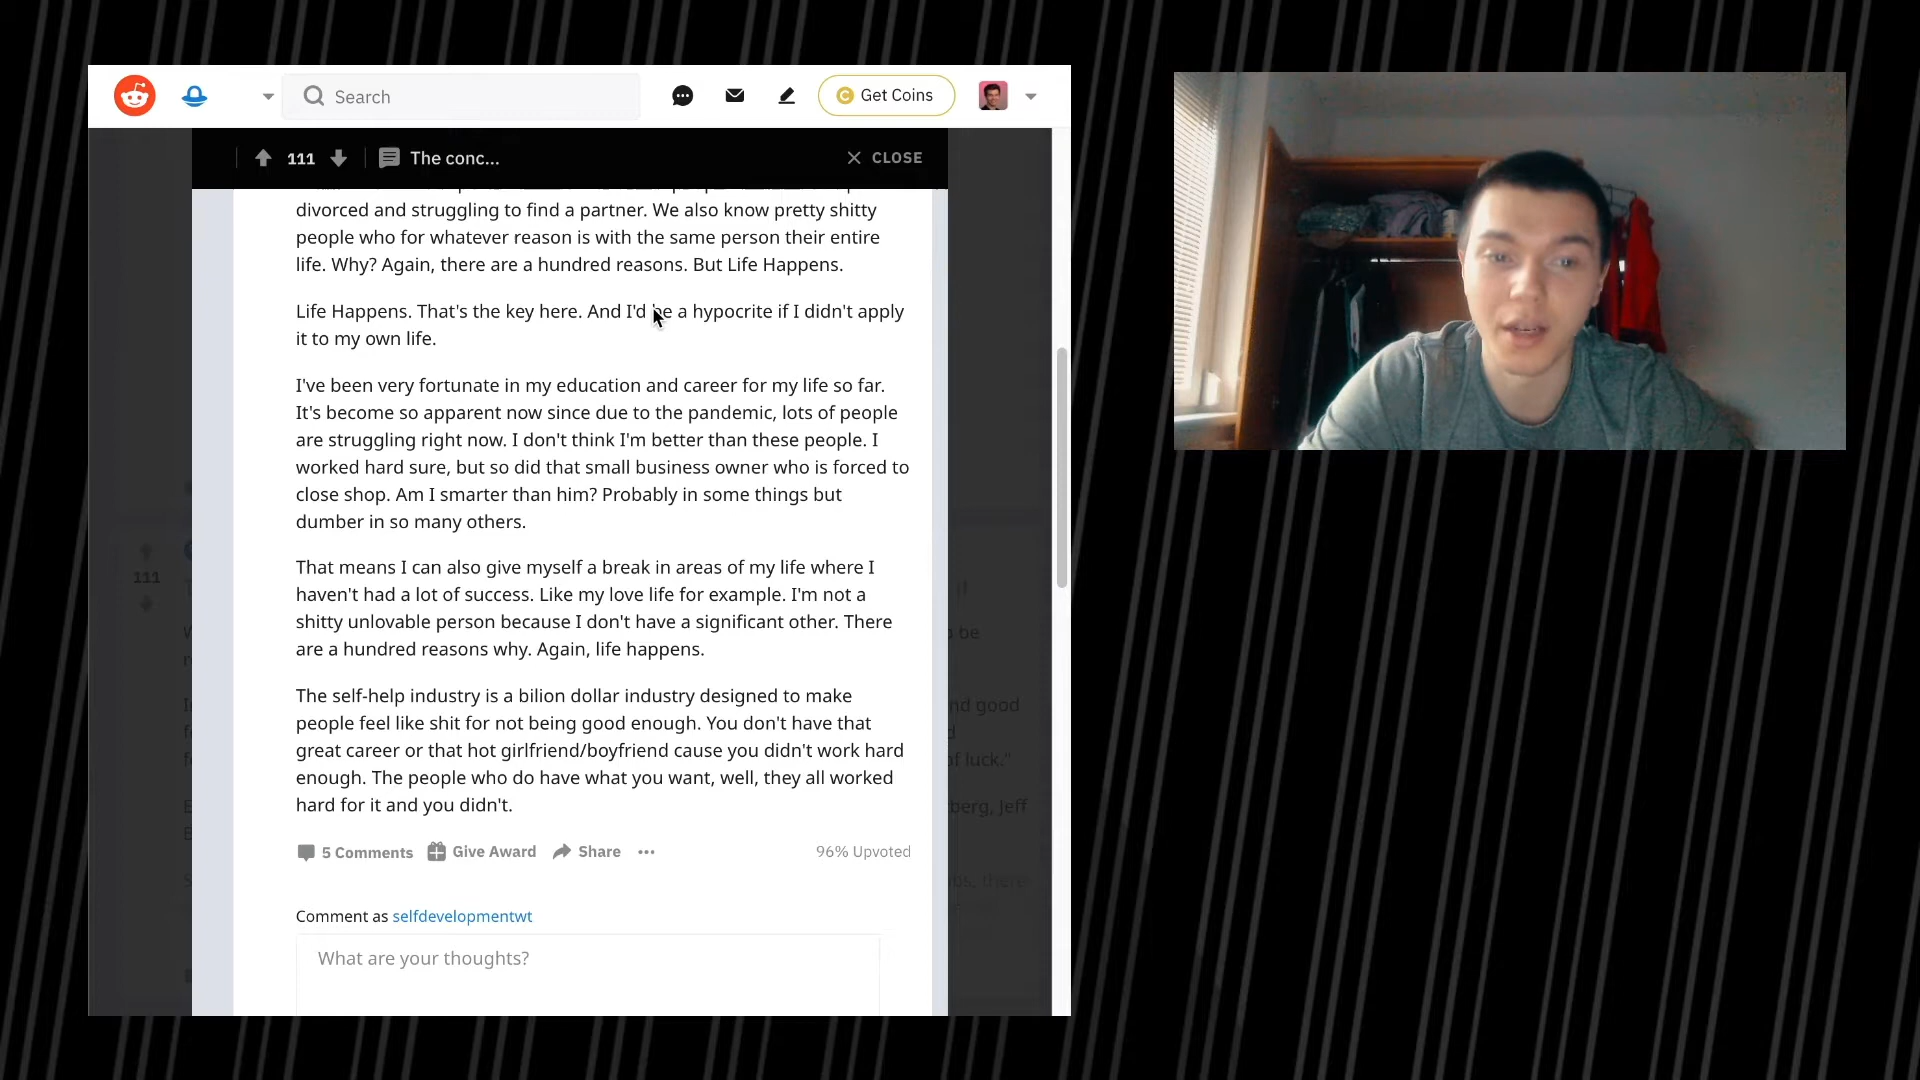 Search
Get Coins
111
The conc...
CLOSE
divorced and struggling to find a partner. We also know pretty shitty
people who for whatever reason is with the same person their entire
life. Why? Again, there are a hundred reasons. But Life Happens.
Life Happens. That's the key here. And I'd be a hypocrite if I didn't apply
it to my own life.
I've been very fortunate in my education and career for my life so far.
It's become so apparent now since due to the pandemic, lots of people
are struggling right now. I don't think I'm better than these people. I
worked hard sure, but so did that small business owner who is forced to
close shop. Am I smarter than him? Probably in some things but
dumber in so many others.
That means I can also give myself a break in areas of my life where I
haven't had a lot of success. Like my love life for example. I'm not a
shitty unlovable person because I don't have a significant other. There
are a hundred reasons why. Again, life happens.
The self-help industry is a bilion dollar industry designed to make
people feel like shit for not being good enough. You don't have that
great career or that hot girlfriend/boyfriend cause you didn't work hard
enough. The people who do have what you want, well, they all worked
hard for it and you didn't.
5 Comments Give Award Share ... 96% Upvoted
Comment as selfdevelopmentwt
What are your thoughts?
111
be
nd good
of luck."
berg, Jeff
there